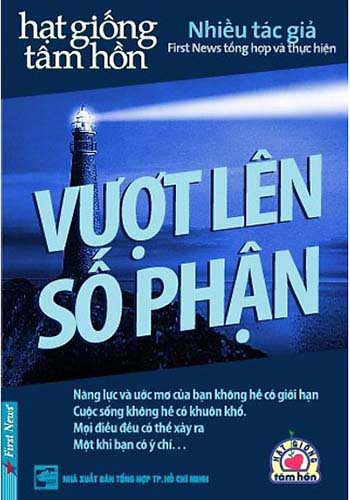 hạt giống
tâm hồn
Nhiều tác giả
First News tổng hợp và thực hiện
VƯỢT LÊN
SỐ PHẬN
Năng lực và ước mơ của bạn không hề có giới hạn
Cuộc sống không hề có khuôn khổ.
Mọi điều đều có thể xảy ra
Một khi bạn có ý chí...
First News
NHÀ XUẤT BẢN TỔNG HỢP TP. HỒ CHÍ MINH
HẠT GIỐNG
tâm hồn